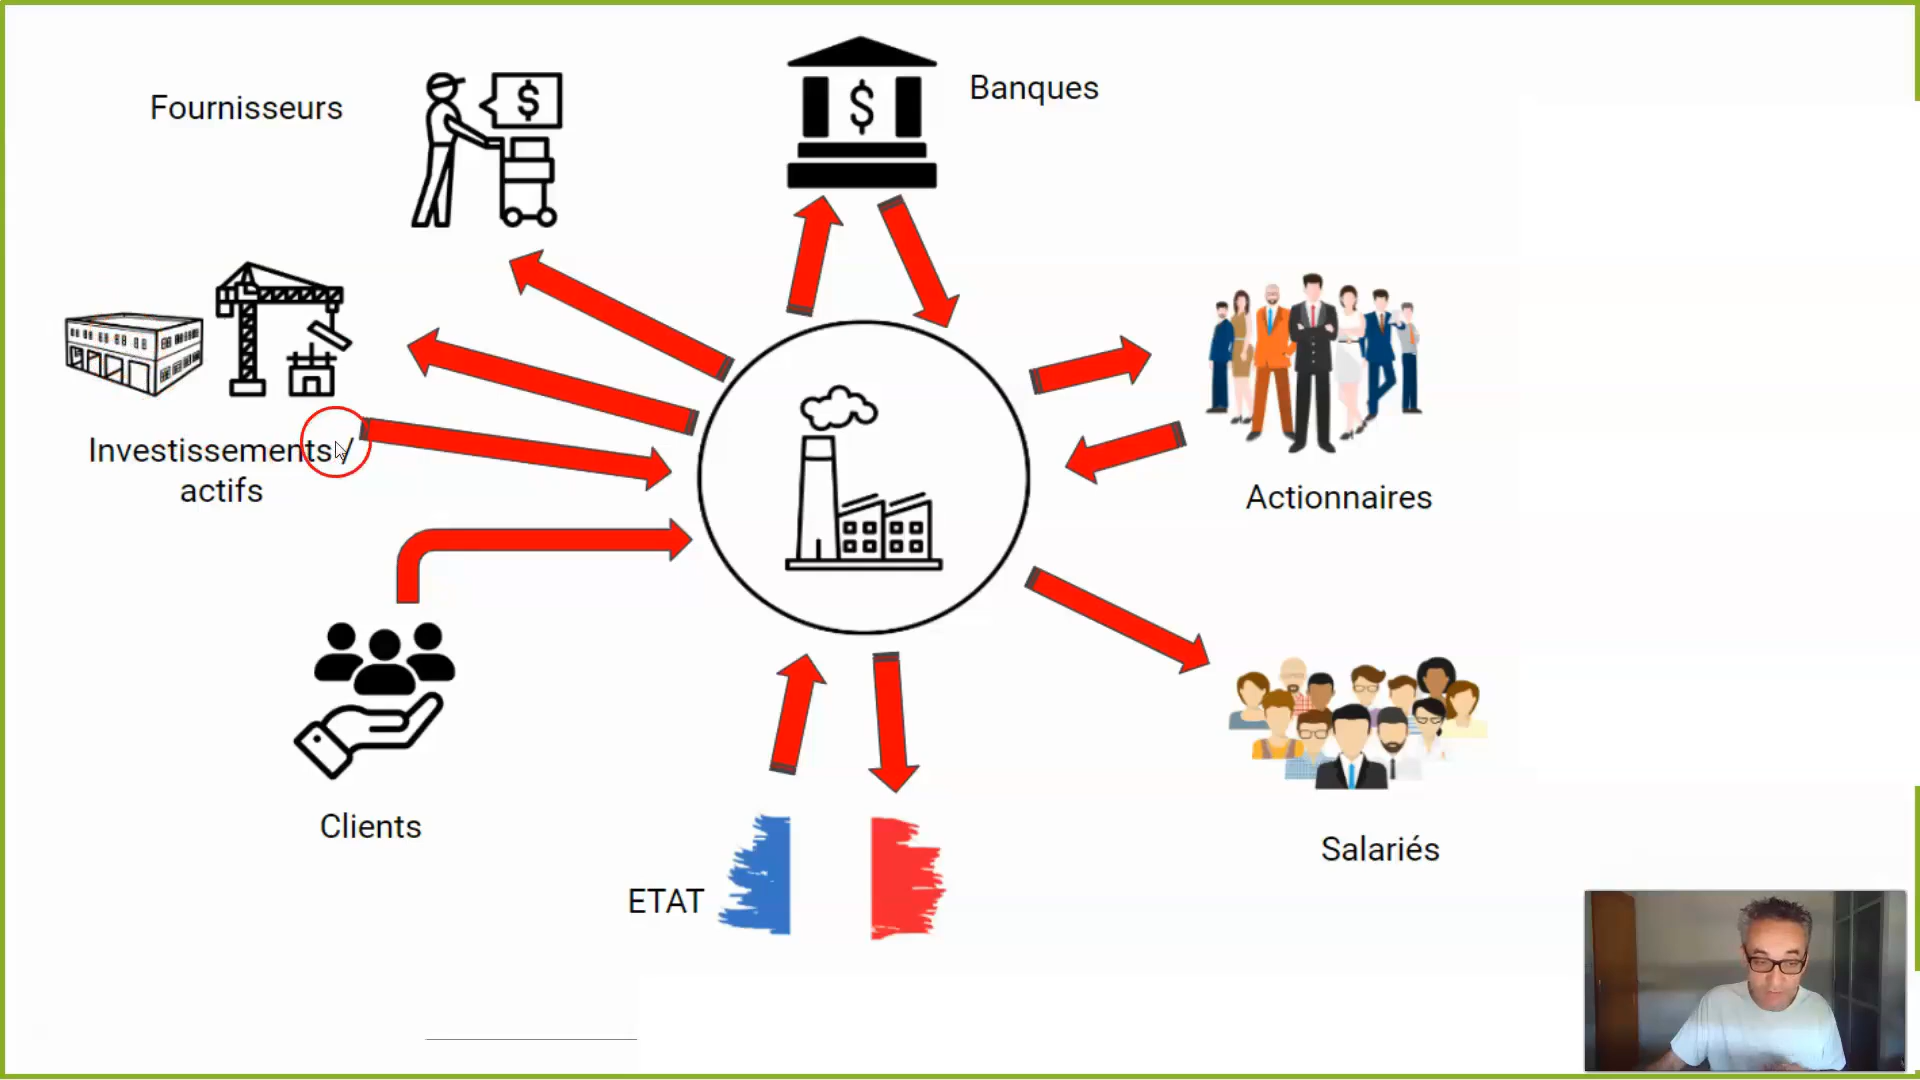 Fournisseurs
$
$
Banques
Investissements /
actifs
Actionnaires
Clients
Salariés
ETAT